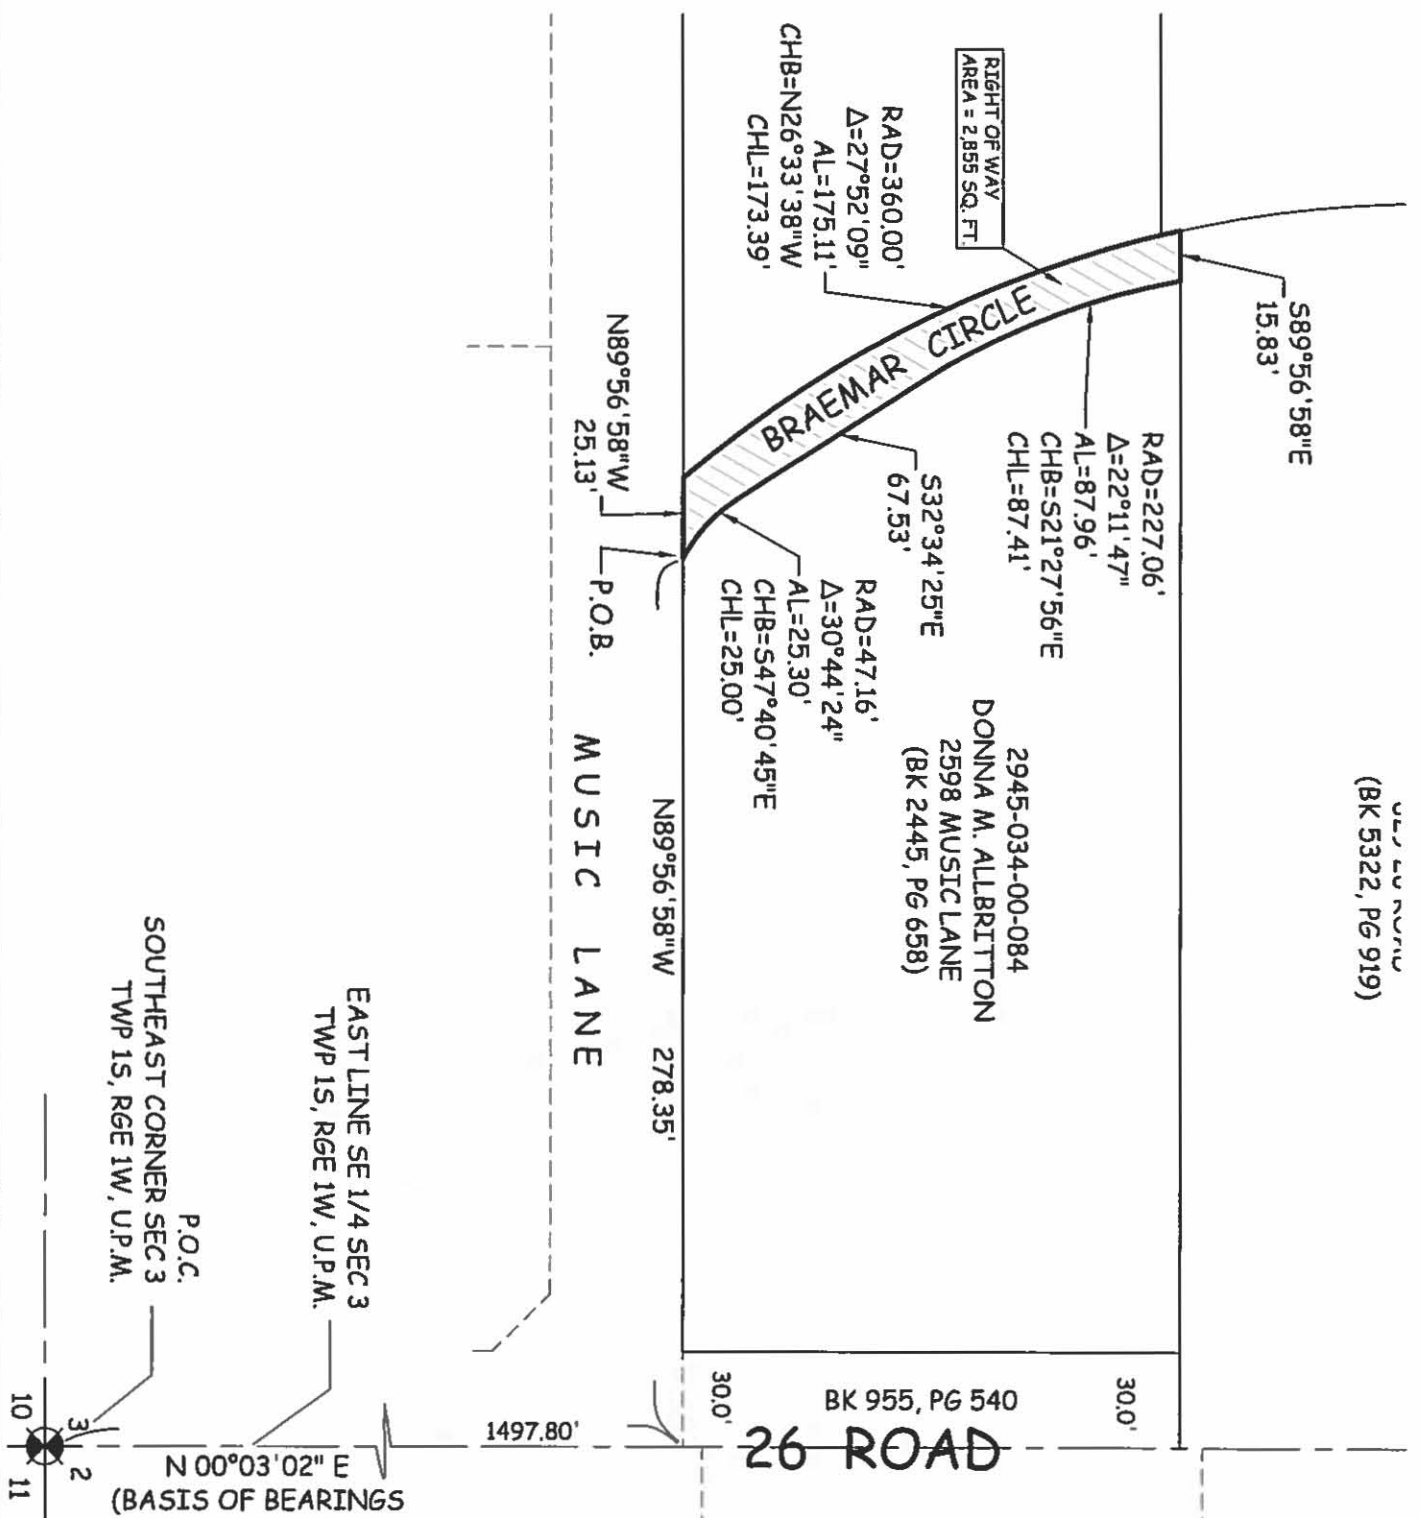 RIGHT OF WAY
AREA = 2,855 SQ. FT.
RAD=360.00'
Δ=27°52'09"
AL=175.11'
CHB=N26°33'38"W
CHL=173.39'
S89°56'58"E
15.83'
RAD=227.06'
Δ=22°11'47"
AL=87.96'
CHB=S21°27'56"E
CHL=87.41'
BRAEMAR CIRCLE
S32°34'25"E
67.53'
RAD=47.16'
Δ=30°44'24"
AL=25.30'
CHB=S47°40'45"E
CHL=25.00'
N89°56'58"W
25.13'
P.O.B.
MUSIC LANE
N89°56'58"W 278.35'
2945-034-00-084
DONNA M. ALLBRITTON
2598 MUSIC LANE
(BK 2445, PG 658)
ROAD
(BK 5322, PG 919)
EAST LINE SE 1/4 SEC 3
TWP 1S, RGE 1W, U.P.M.
P.O.C.
SOUTHEAST CORNER SEC 3
TWP 1S, RGE 1W, U.P.M.
30.0'
BK 955, PG 540
30.0'
26 ROAD
1497.80'
N 00°03'02" E
(BASIS OF BEARINGS
3
2
10
11